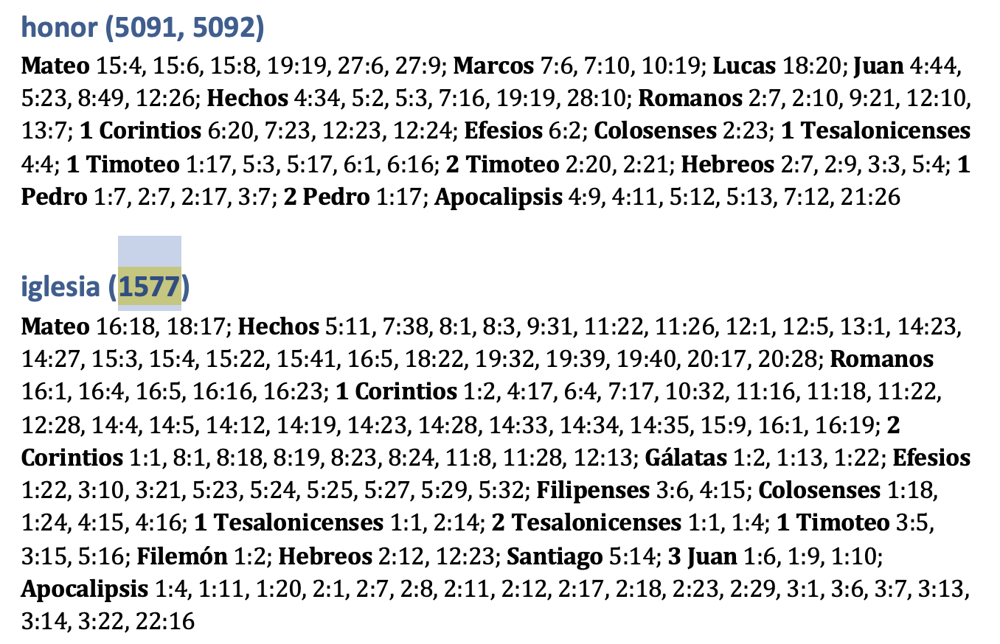 honor (5091, 5092)
Mateo 15:4, 15:6, 15:8, 19:19, 27:6, 27:9; Marcos 7:6, 7:10, 10:19; Lucas 18:20; Juan 4:44,
5:23, 8:49, 12:26; Hechos 4:34, 5:2, 5:3, 7:16, 19:19, 28:10; Romanos 2:7, 2:10, 9:21, 12:10,
13:7; 1 Corintios 6:20, 7:23, 12:23, 12:24; Efesios 6:2; Colosenses 2:23; 1 Tesalonicenses
4:4; 1 Timoteo 1:17, 5:3, 5:17, 6:1, 6:16; 2 Timoteo 2:20, 2:21; Hebreos 2:7, 2:9, 3:3, 5:4; 1
Pedro 1:7, 2:7, 2:17, 3:7; 2 Pedro 1:17; Apocalipsis 4:9, 4:11, 5:12, 5:13, 7:12, 21:26
iglesia (1577)
Mateo 16:18, 18:17; Hechos 5:11, 7:38, 8:1, 8:3, 9:31, 11:22, 11:26, 12:1, 12:5, 13:1, 14:23,
14:27, 15:3, 15:4, 15:22, 15:41, 16:5, 18:22, 19:32, 19:39, 19:40, 20:17, 20:28; Romanos
16:1, 16:4, 16:5, 16:16, 16:23; 1 Corintios 1:2, 4:17, 6:4, 7:17, 10:32, 11:16, 11:18, 11:22,
12:28, 14:4, 14:5, 14:12, 14:19, 14:23, 14:28, 14:33, 14:34, 14:35, 15:9, 16:1, 16:19; 2
Corintios 1:1, 8:1, 8:18, 8:19, 8:23, 8:24, 11:8, 11:28, 12:13; Gálatas 1:2, 1:13, 1:22; Efesios
1:22, 3:10, 3:21, 5:23, 5:24, 5:25, 5:27, 5:29, 5:32; Filipenses 3:6, 4:15; Colosenses 1:18,
1:24, 4:15, 4:16; 1 Tesalonicenses 1:1, 2:14; 2 Tesalonicenses 1:1, 1:4; 1 Timoteo 3:5,
3:15, 5:16; Filemón 1:2; Hebreos 2:12, 12:23; Santiago 5:14; 3 Juan 1:6, 1:9, 1:10;
Apocalipsis 1:4, 1:11, 1:20, 2:1, 2:7, 2:8, 2:11, 2:12, 2:17, 2:18, 2:23, 2:29, 3:1, 3:6, 3:7, 3:13,
3:14, 3:22, 22:16